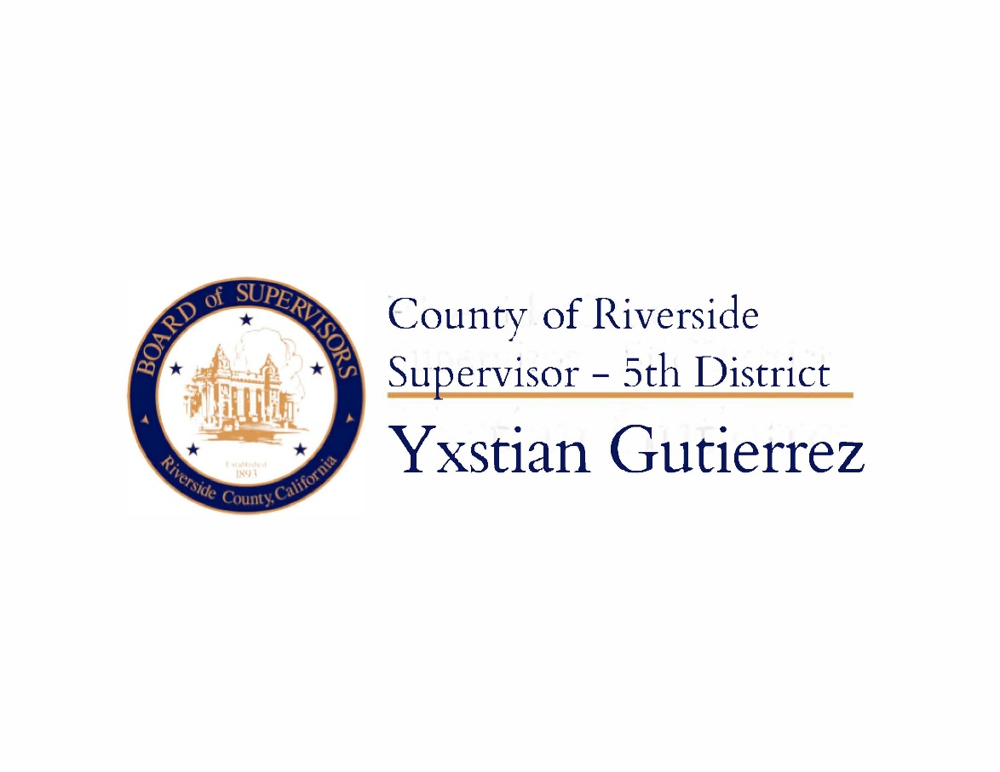 BOARD of SUPERVISORS
Established
1893
Riverside County, California
County of Riverside
Supervisor - 5th District
Yxstian Gutierrez